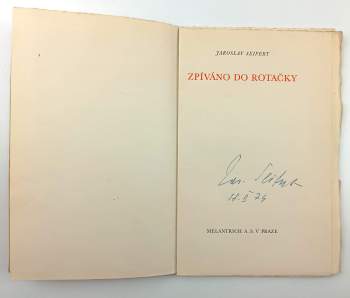 JAROSLAV SEIFERT
ZPÍVÁNO DO ROTAČKY
Jar. Seifert
MELANTRICH A. S. V PRAZE